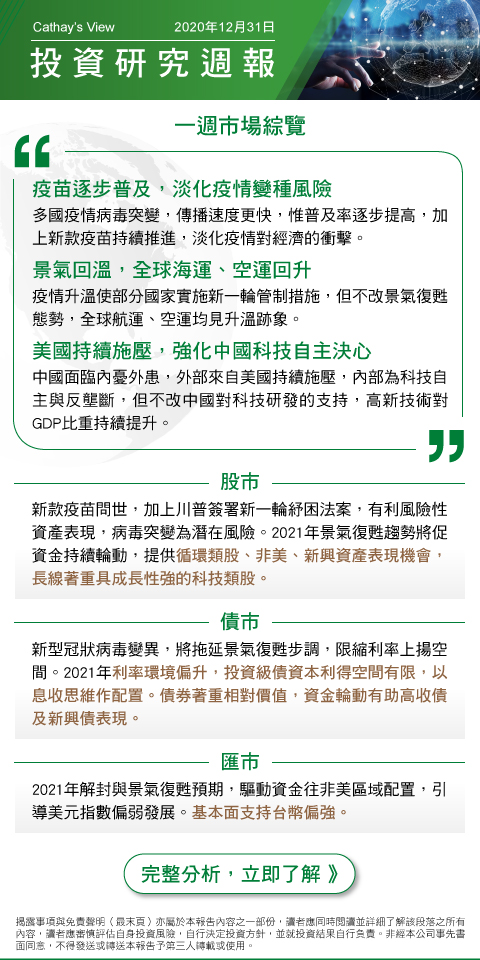 Cathay's View 2020年12月31日
投資研究週報
一週市場綜覽
疫苗逐步普及，淡化疫情變種風險
多國疫情病毒突變，傳播速度更快，惟普及率逐步提高，加
上新款疫苗持續推進，淡化疫情對經濟的衝擊。
景氣回溫，全球海運、空運回升
疫情升溫使部分國家實施新一輪管制措施，但不改景氣復甦
態勢，全球航運、空運均見升溫跡象。
美國持續施壓，強化中國科技自主決心
中國面臨內憂外患，外部來自美國持續施壓，內部為科技自
主與反壟斷，但不改中國對科技研發的支持，高新技術對
GDP比重持續提升。
股市
新款疫苗問世，加上川普簽署新一輪紓困法案，有利風險性
資產表現，病毒突變為潛在風險。2021年景氣復甦趨勢將促
資金持續輪動，提供循環類股、非美、新興資產表現機會，
長線著重具成長性強的科技類股。
債市
新型冠狀病毒變異，將拖延景氣復甦步調，限縮利率上揚空
間。2021年利率環境偏升，投資級債資本利得空間有限，以
息收思維作配置。債券著重相對價值，資金輪動有助高收債
及新興債表現。
匯市
2021年解封與景氣復甦預期，驅動資金往非美區域配置，引
導美元指數偏弱發展。基本面支持台幣偏強。
完整分析，立即了解 》
揭露事項與免責聲明（最末頁）亦屬於本報告內容之一部份，讀者應同時閱讀並詳細了解該段落之所有
內容，讀者應審慎評估自身投資風險，自行決定投資方針，並就投資結果自行負責。非經本公司事先書
面同意，不得發送或轉送本報告予第三人轉載或使用。